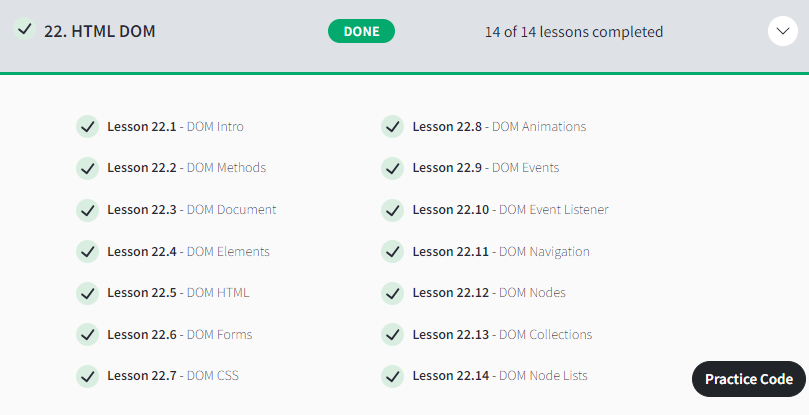 22. HTML DOM
DONE
14 of 14 lessons completed
Lesson 22.1 - DOM Intro
Lesson 22.2 - DOM Methods
Lesson 22.3 - DOM Document
Lesson 22.4 - DOM Elements
Lesson 22.5 - DOM HTML
Lesson 22.6 - DOM Forms
Lesson 22.7 - DOM CSS
Lesson 22.8 - DOM Animations
Lesson 22.9 - DOM Events
Lesson 22.10 - DOM Event Listener
Lesson 22.11 - DOM Navigation
Lesson 22.12 - DOM Nodes
Lesson 22.13 - DOM Collections
Lesson 22.14 - DOM Node Lists
Practice Code